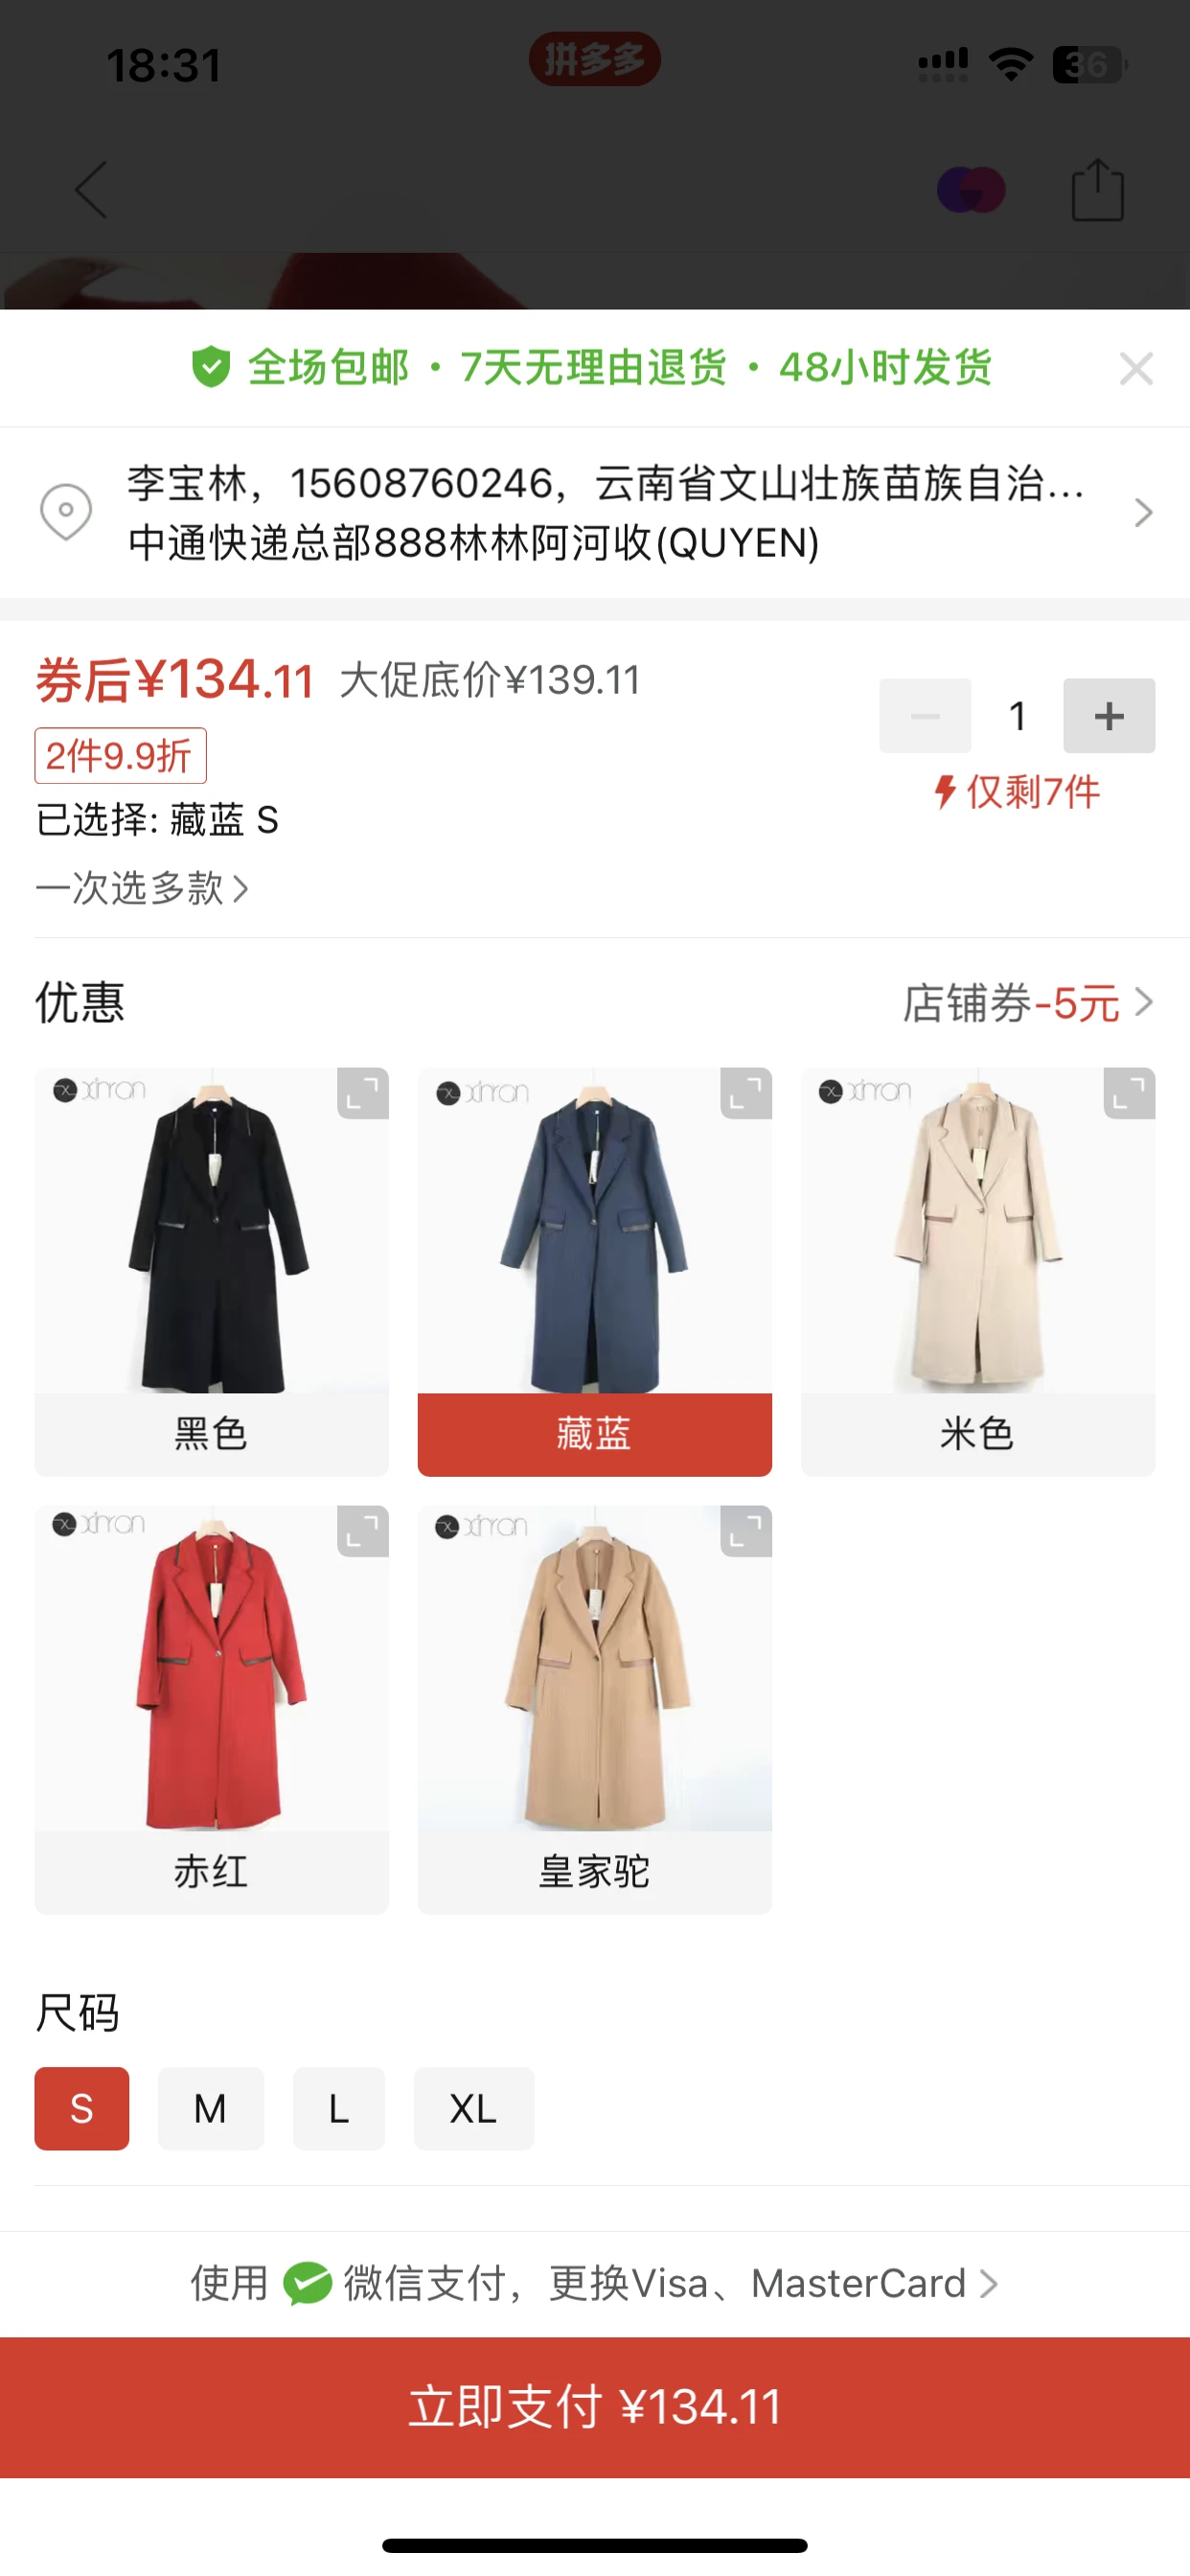 18:31
拼多多
36
全场包邮・7天无理由退货・48小时发货
李宝林，15608760246，云南省文山壮族苗族自治...
中通快递总部888林林阿河收(QUYEN)
券后¥134.11 大促底价¥139.11
1
2件9.9折
仅剩7件
已选择: 藏蓝 S
一次选多款
优惠
店铺券-5元
xinran
xinran
xinran
黑色
藏蓝
米色
xinran
xinran
赤红
皇家驼
尺码
S
M
L
XL
使用 微信支付，更换Visa、MasterCard
立即支付 ¥134.11